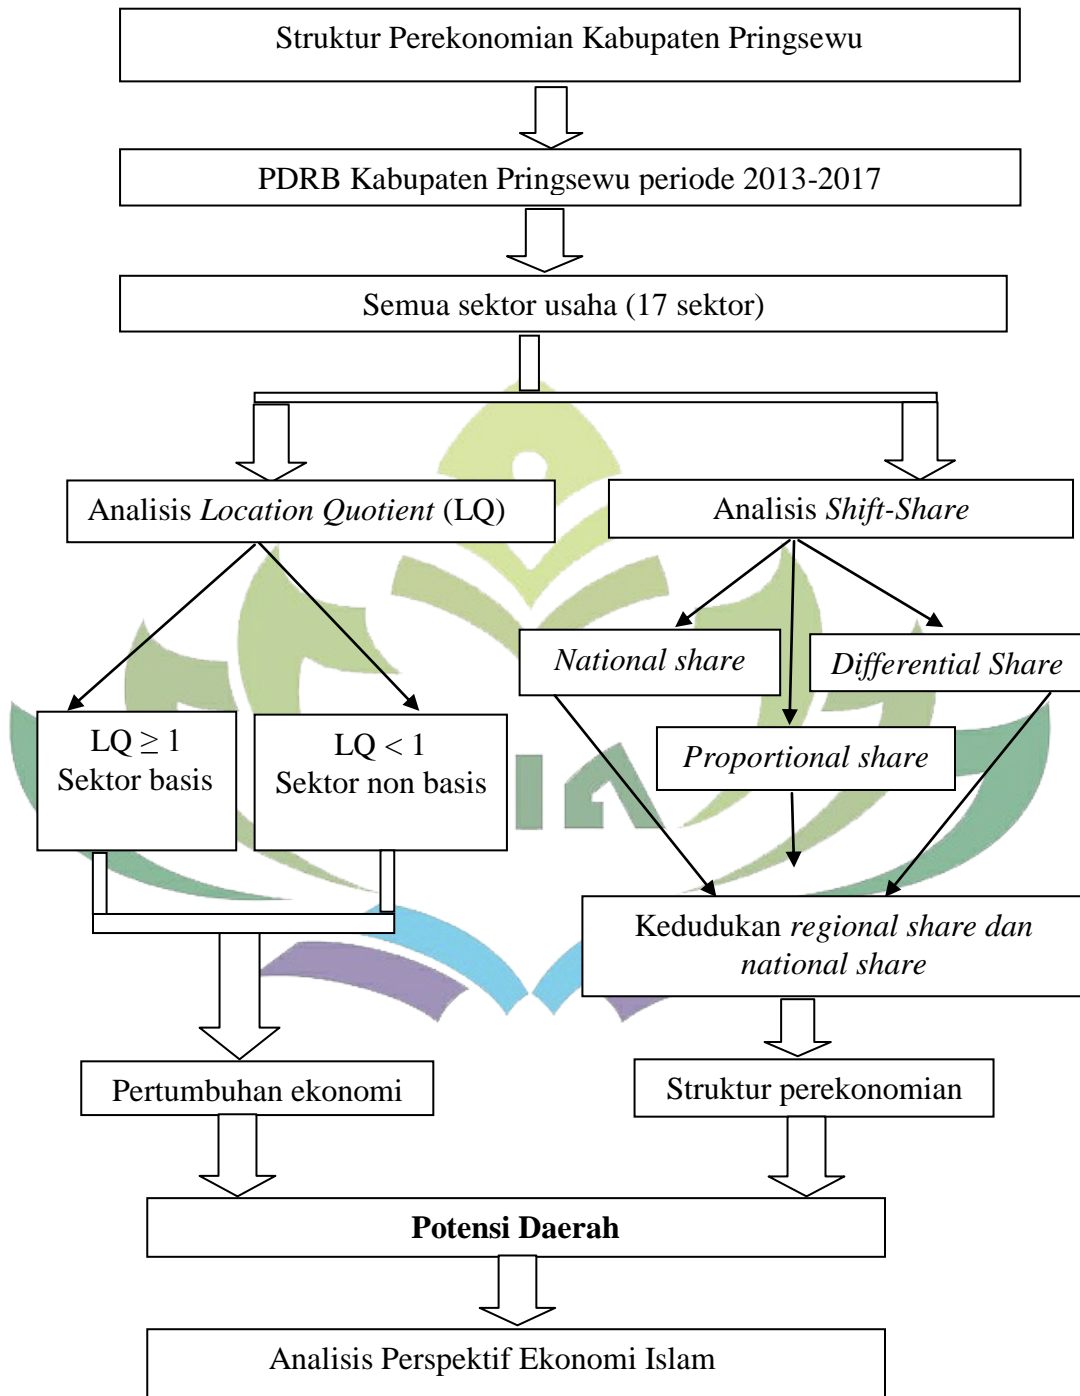 Struktur Perekonomian Kabupaten Pringsewu
PDRB Kabupaten Pringsewu periode 2013-2017
Semua sektor usaha (17 sektor)
Analisis Location Quotient (LQ)
Analisis Shift-Share
National share
Differential Share
Proportional share
LQ ≥ 1
Sektor basis
LQ < 1
Sektor non basis
Kedudukan regional share dan
national share
Pertumbuhan ekonomi
Struktur perekonomian
Potensi Daerah
Analisis Perspektif Ekonomi Islam